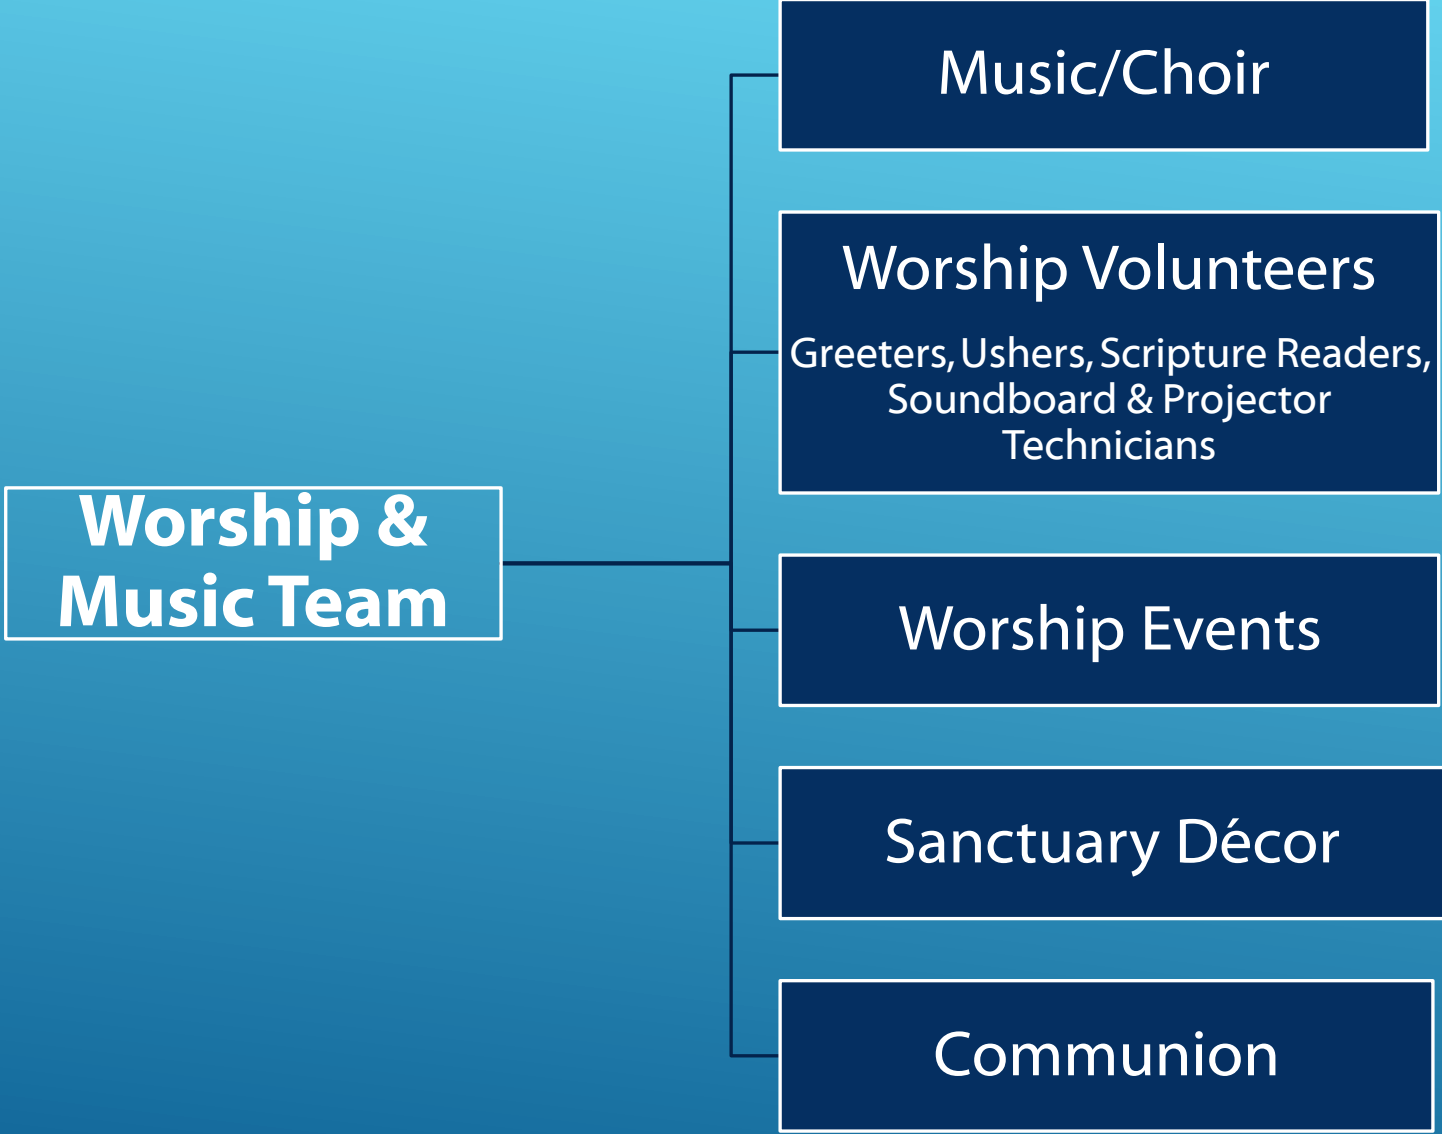 Music/Choir
Worship Volunteers
Greeters, Ushers, Scripture Readers,
Soundboard & Projector
Technicians
Worship &
Music Team
Worship Events
Sanctuary Décor
Communion